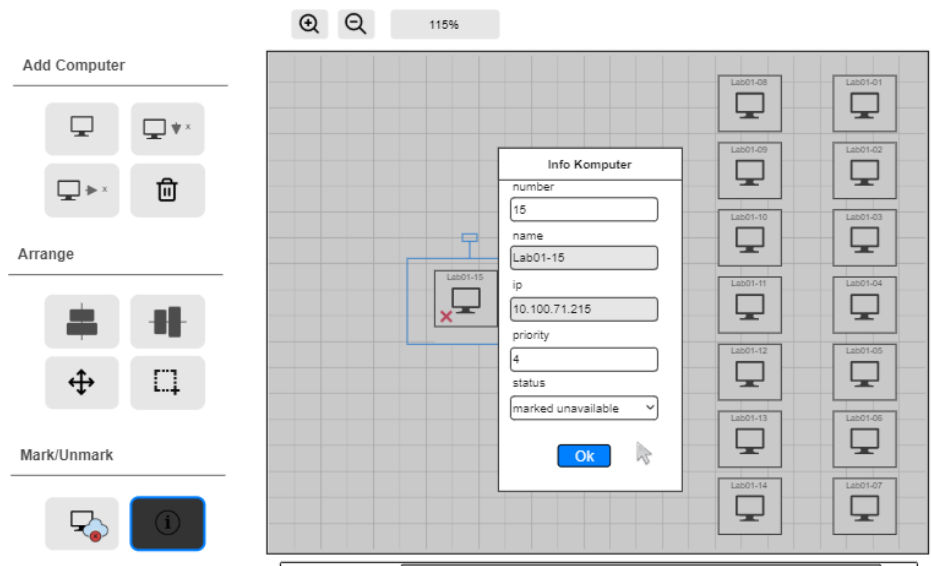 115%
Add Computer
x
x
Arrange
Mark/Unmark
Lab01-08
Lab01-01
Lab01-09
Lab01-02
Lab01-10
Lab01-03
Lab01-11
Lab01-04
Lab01-12
Lab01-05
Lab01-13
Lab01-06
Lab01-14
Lab01-07
Lab01-15
Info Komputer
number
15
name
Lab01-15
ip
10.100.71.215
priority
4
status
marked unavailable
Ok